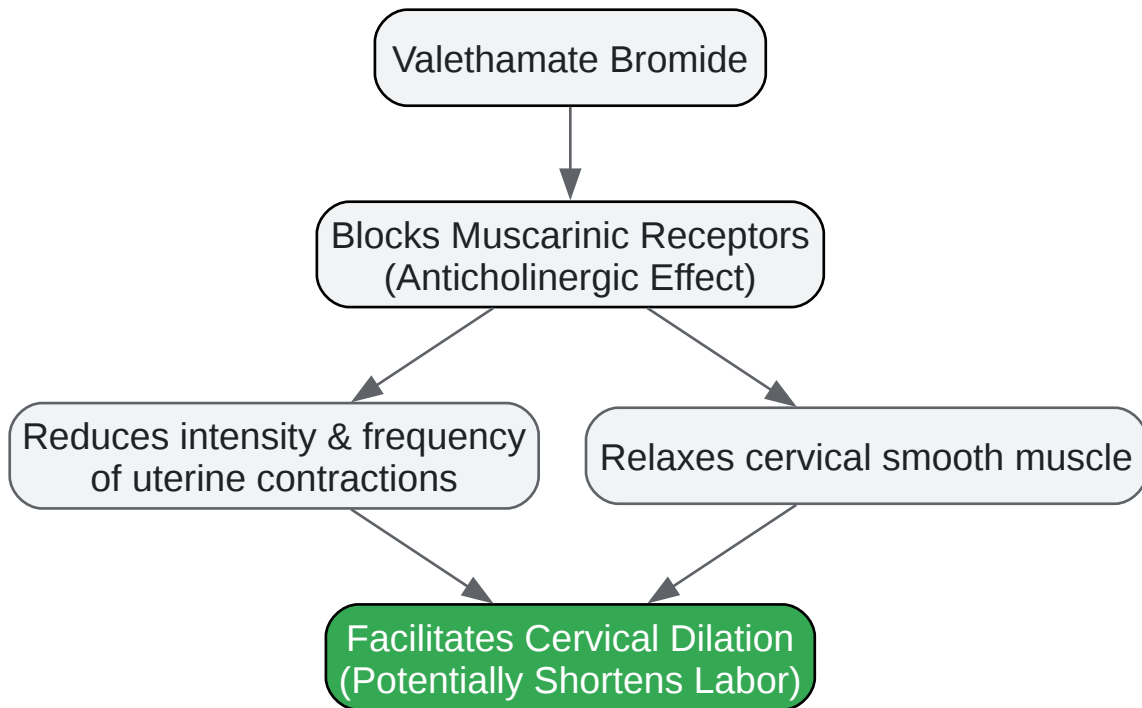 Valethamate Bromide
Blocks Muscarinic Receptors
(Anticholinergic Effect)
Reduces intensity & frequency
of uterine contractions
Relaxes cervical smooth muscle
Facilitates Cervical Dilation
(Potentially Shortens Labor)